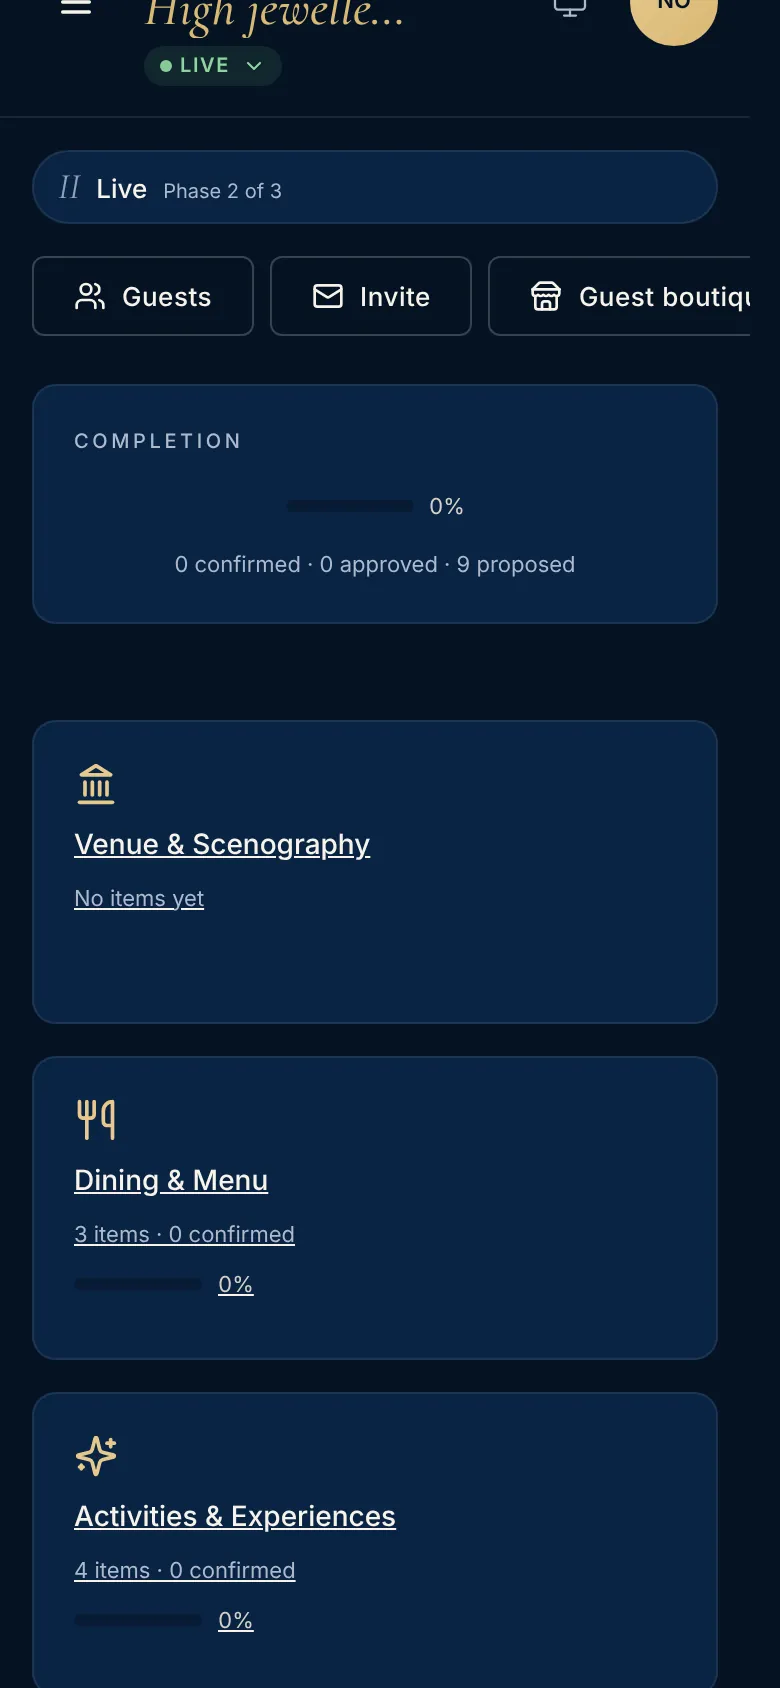 High jewelle...
NO
LIVE
II Live Phase 2 of 3
Guests
Invite
Guest boutiqu
COMPLETION
0%
0 confirmed · 0 approved · 9 proposed
Venue & Scenography
No items yet
Dining & Menu
3 items · 0 confirmed
0%
Activities & Experiences
4 items · 0 confirmed
0%